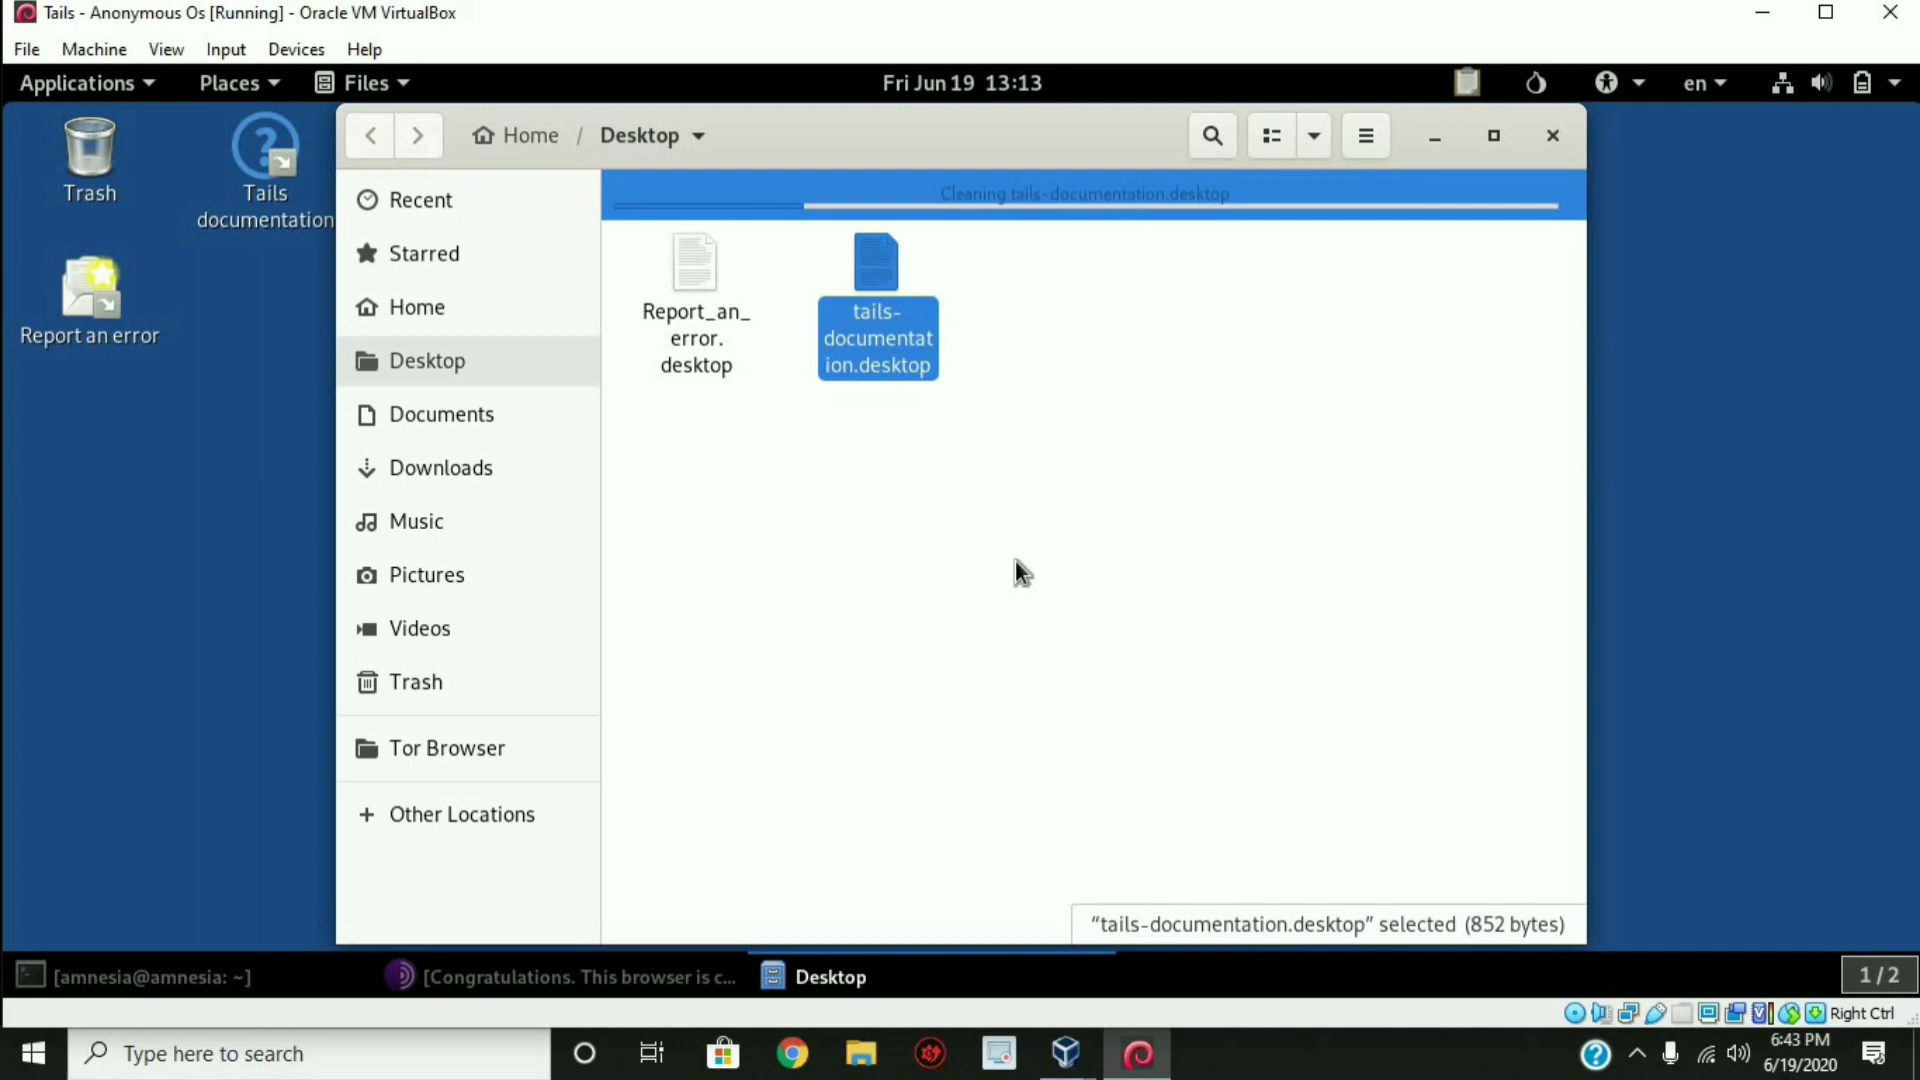 Tails - Anonymous Os [Running] - Oracle VM VirtualBox
File Machine View Input Devices Help
Applications Places Files Fri Jun 19 13:13 en
Trash
Tails
documentation
Report an error
Home / Desktop
Recent
Starred
Home
Desktop
Documents
Downloads
Music
Pictures
Videos
Trash
Tor Browser
+ Other Locations
Cleaning tails-documentation.desktop
Report_an_
error.
desktop
tails-
documentat
ion.desktop
"tails-documentation.desktop" selected (852 bytes)
[amnesia@amnesia: ~] [Congratulations. This browser is c... Desktop 1 / 2
Right Ctrl
Type here to search
6:43 PM
6/19/2020